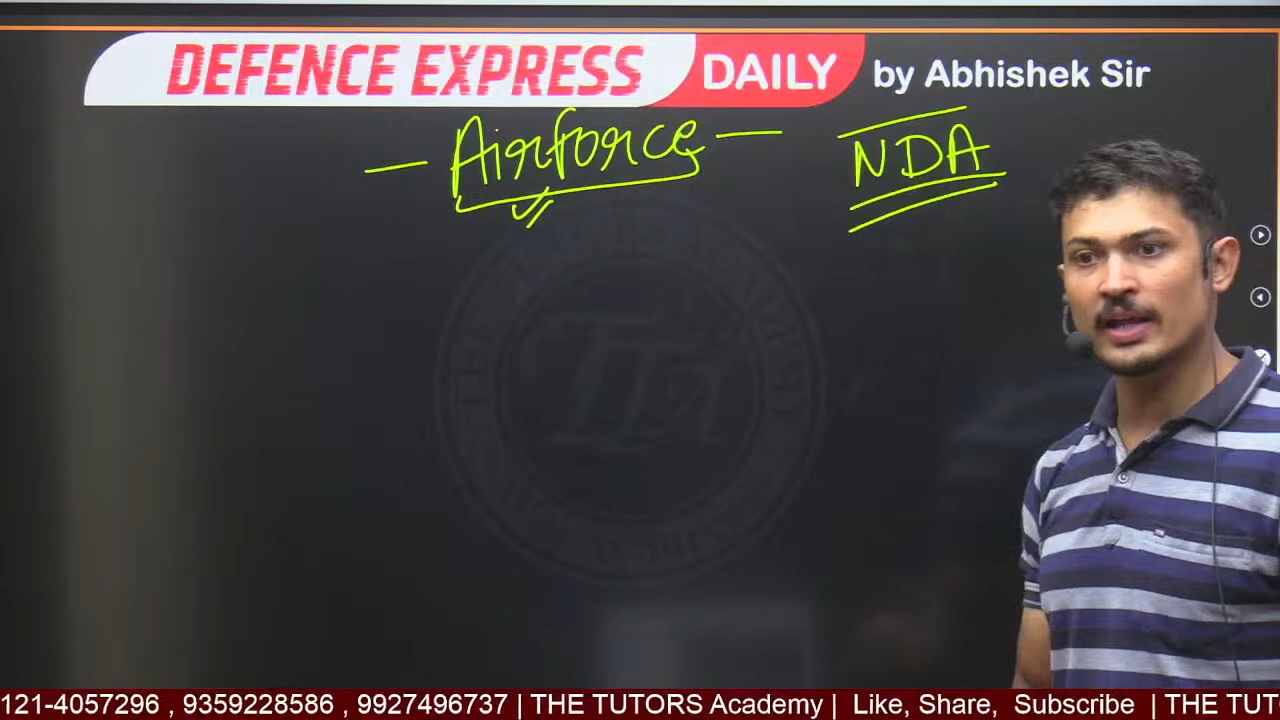 DEFENCE EXPRESS DAILY by Abhishek Sir
— Airforce — NDA
TTA
121-4057296 , 9359228586 , 9927496737 | THE TUTORS Academy | Like, Share, Subscribe | THE TUT